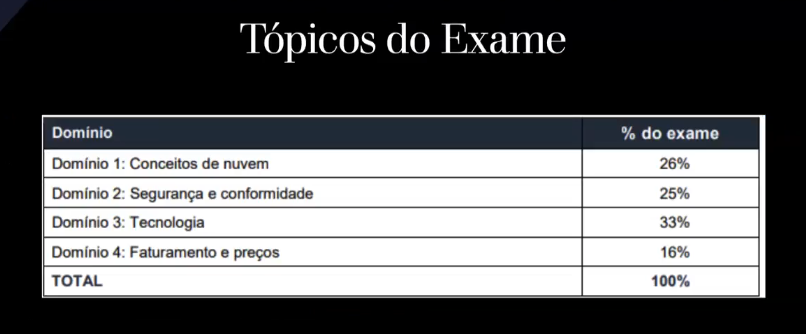 Tópicos do Exame
Domínio % do exame
Domínio 1: Conceitos de nuvem 26%
Domínio 2: Segurança e conformidade 25%
Domínio 3: Tecnologia 33%
Domínio 4: Faturamento e preços 16%
TOTAL 100%